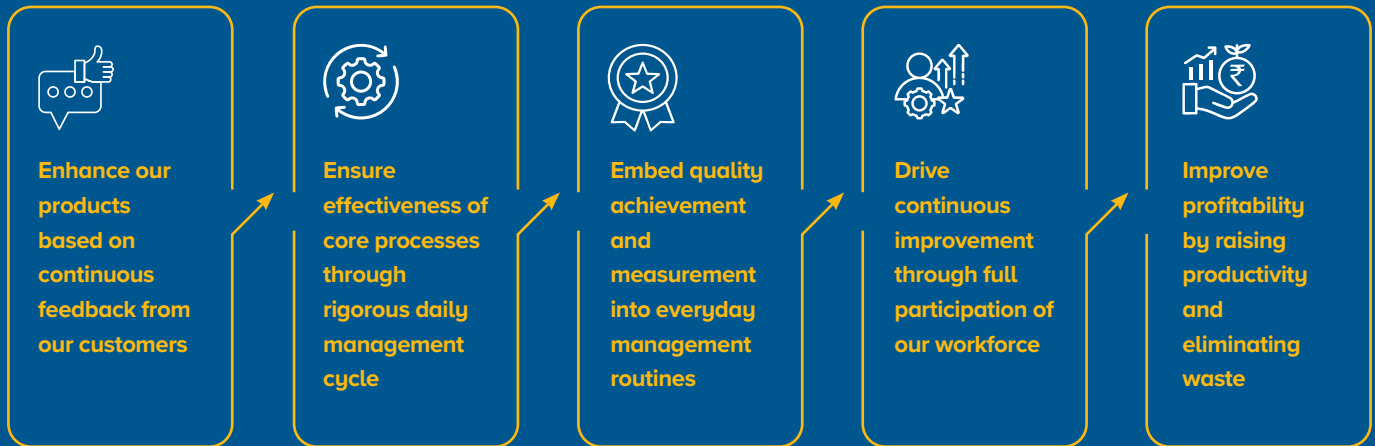 Enhance our
products
based on
continuous
feedback from
our customers
Ensure
effectiveness of
core processes
through
rigorous daily
management
cycle
Embed quality
achievement
and
measurement
into everyday
management
routines
Drive
continuous
improvement
through full
participation of
our workforce
₹
Improve
profitability
by raising
productivity
and
eliminating
waste